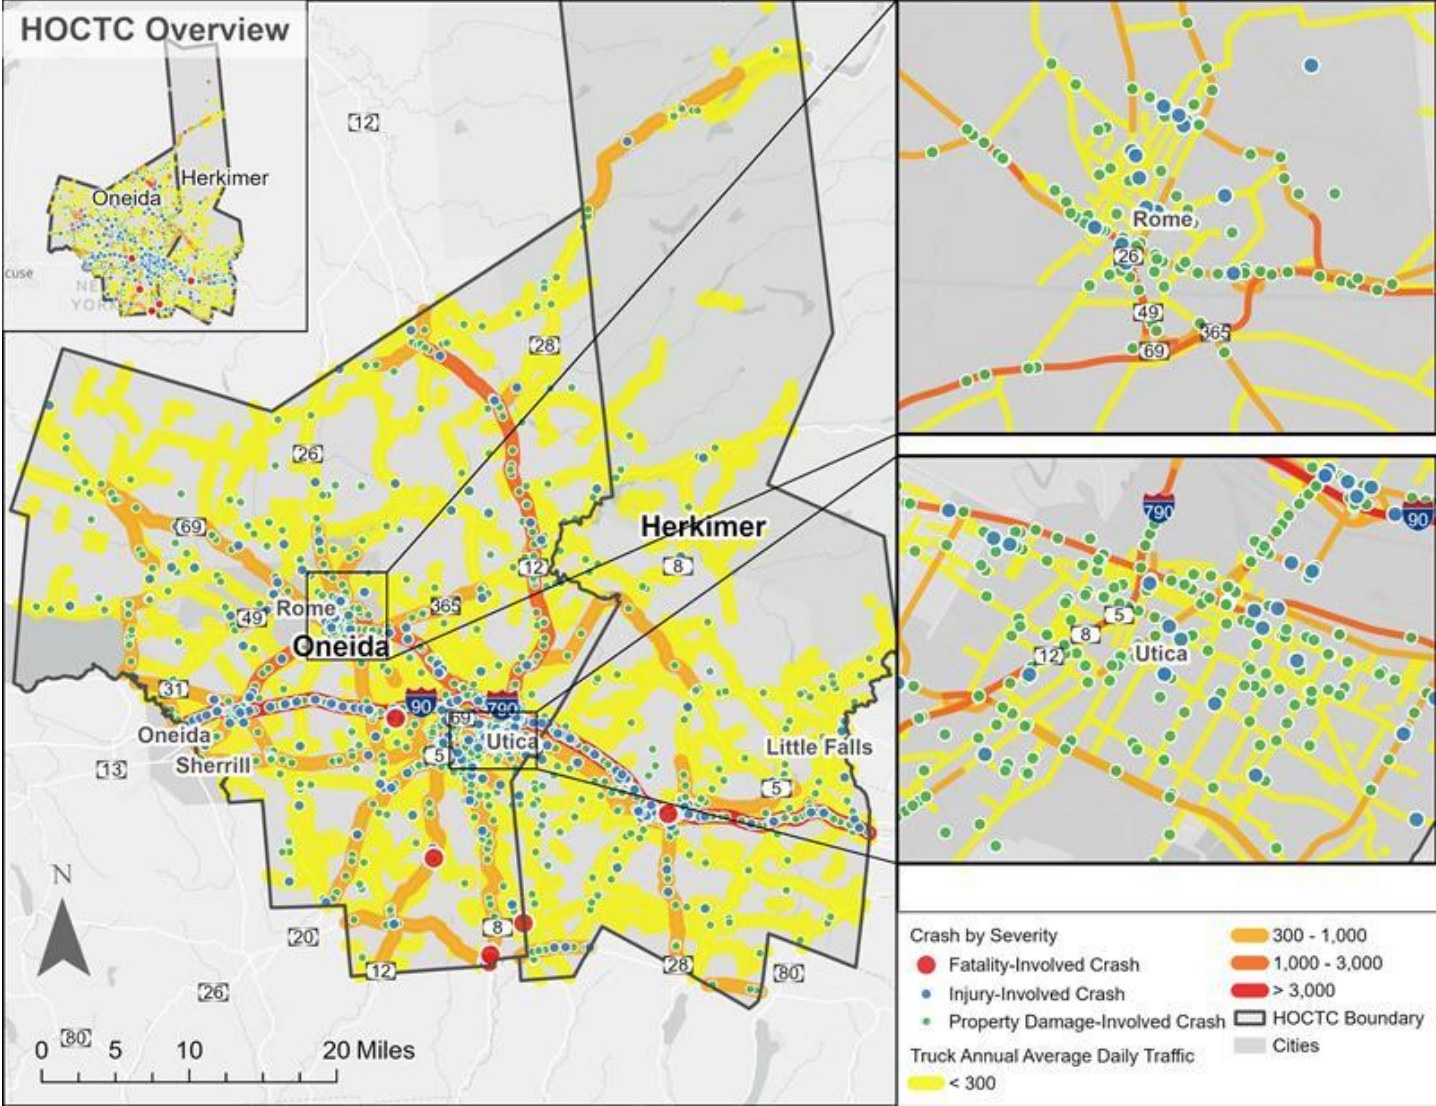 HOCTC Overview
Herkimer
Oneida
cuse
NE
YORK
12
28
26
69
Herkimer
8
12
Rome
365
49
Oneida
31
90
790
69
Oneida
Utica
Little Falls
5
Sherrill
13
5
N
8
20
12
28
80
26
80
0 5 10 20 Miles
Rome
26
49
365
69
790
90
5
8
12
Utica
Crash by Severity
Fatality-Involved Crash
Injury-Involved Crash
Property Damage-Involved Crash
Truck Annual Average Daily Traffic
< 300
300 - 1,000
1,000 - 3,000
> 3,000
HOCTC Boundary
Cities